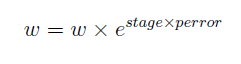 w = w × e^{stage×perror}